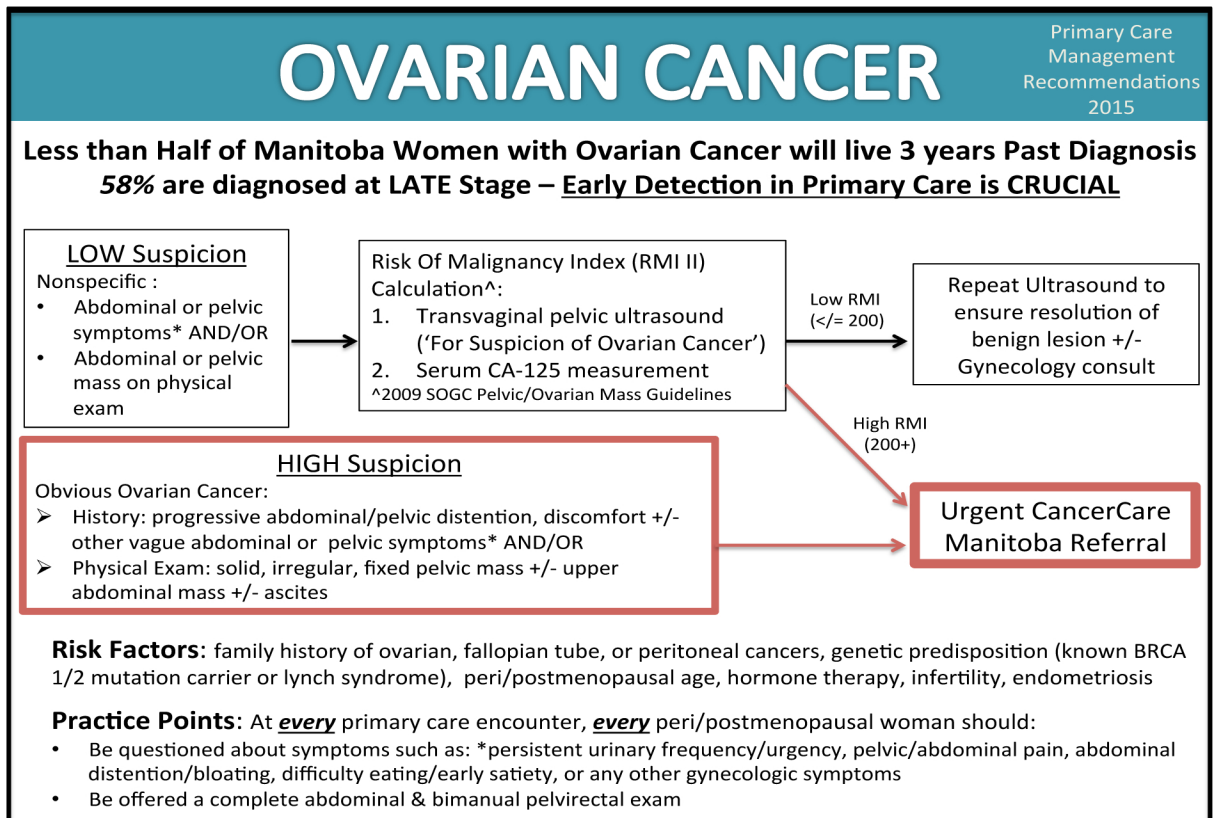 OVARIAN CANCER
Primary Care
Management
Recommendations
2015
Less than Half of Manitoba Women with Ovarian Cancer will live 3 years Past Diagnosis
58% are diagnosed at LATE Stage – Early Detection in Primary Care is CRUCIAL
LOW Suspicion
Nonspecific :
• Abdominal or pelvic
symptoms* AND/OR
• Abdominal or pelvic
mass on physical
exam
Risk Of Malignancy Index (RMI II)
Calculation^:
1. Transvaginal pelvic ultrasound
(‘For Suspicion of Ovarian Cancer’)
2. Serum CA-125 measurement
^2009 SOGC Pelvic/Ovarian Mass Guidelines
Low RMI
(</= 200)
Repeat Ultrasound to
ensure resolution of
benign lesion +/-
Gynecology consult
High RMI
(200+)
HIGH Suspicion
Obvious Ovarian Cancer:
➢ History: progressive abdominal/pelvic distention, discomfort +/-
other vague abdominal or pelvic symptoms* AND/OR
➢ Physical Exam: solid, irregular, fixed pelvic mass +/- upper
abdominal mass +/- ascites
Urgent CancerCare
Manitoba Referral
Risk Factors: family history of ovarian, fallopian tube, or peritoneal cancers, genetic predisposition (known BRCA
1/2 mutation carrier or lynch syndrome), peri/postmenopausal age, hormone therapy, infertility, endometriosis
Practice Points: At every primary care encounter, every peri/postmenopausal woman should:
• Be questioned about symptoms such as: *persistent urinary frequency/urgency, pelvic/abdominal pain, abdominal
distention/bloating, difficulty eating/early satiety, or any other gynecologic symptoms
• Be offered a complete abdominal & bimanual pelvirectal exam